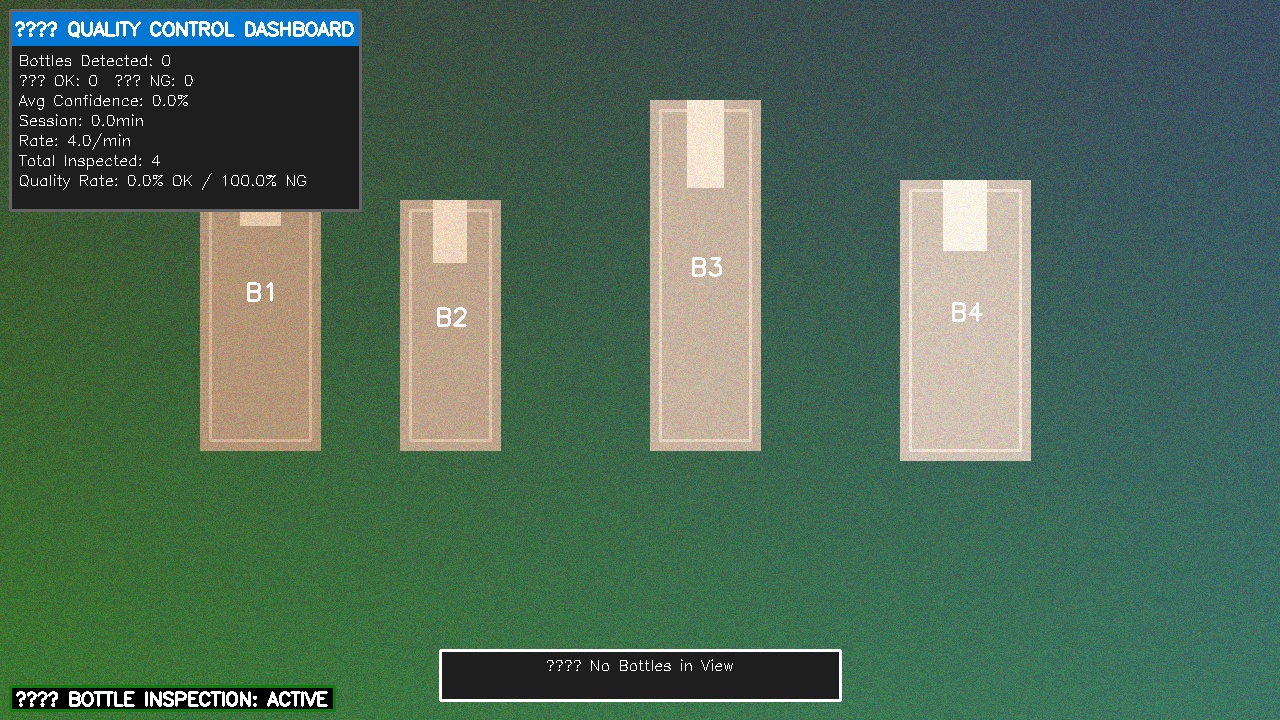 ???? QUALITY CONTROL DASHBOARD
Bottles Detected: 0
??? OK: 0  ??? NG: 0
Avg Confidence: 0.0%
Session: 0.0min
Rate: 4.0/min
Total Inspected: 4
Quality Rate: 0.0% OK / 100.0% NG
B1
B2
B3
B4
???? No Bottles in View
???? BOTTLE INSPECTION: ACTIVE